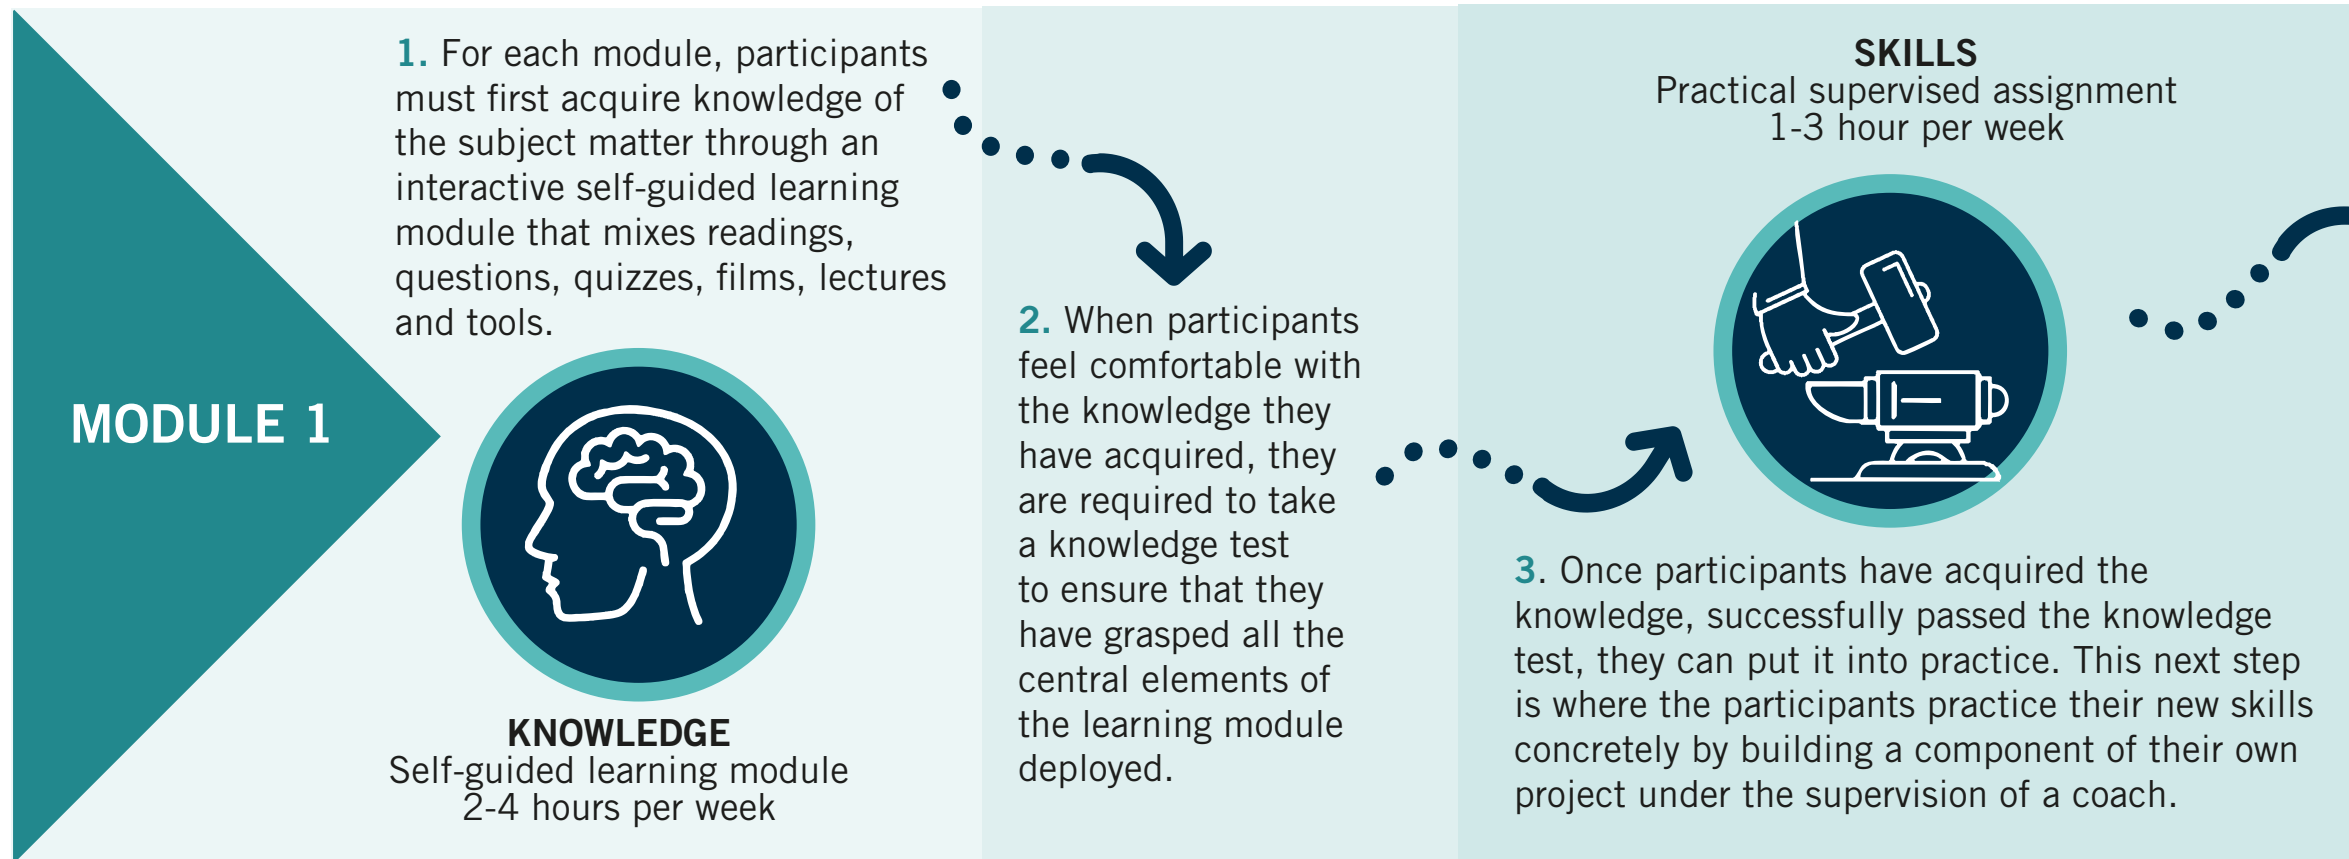 MODULE 1
1. For each module, participants
must first acquire knowledge of
the subject matter through an
interactive self-guided learning
module that mixes readings,
questions, quizzes, films, lectures
and tools.
KNOWLEDGE
Self-guided learning module
2-4 hours per week
2. When participants
feel comfortable with
the knowledge they
have acquired, they
are required to take
a knowledge test
to ensure that they
have grasped all the
central elements of
the learning module
deployed.
SKILLS
Practical supervised assignment
1-3 hour per week
3. Once participants have acquired the
knowledge, successfully passed the knowledge
test, they can put it into practice. This next step
is where the participants practice their new skills
concretely by building a component of their own
project under the supervision of a coach.